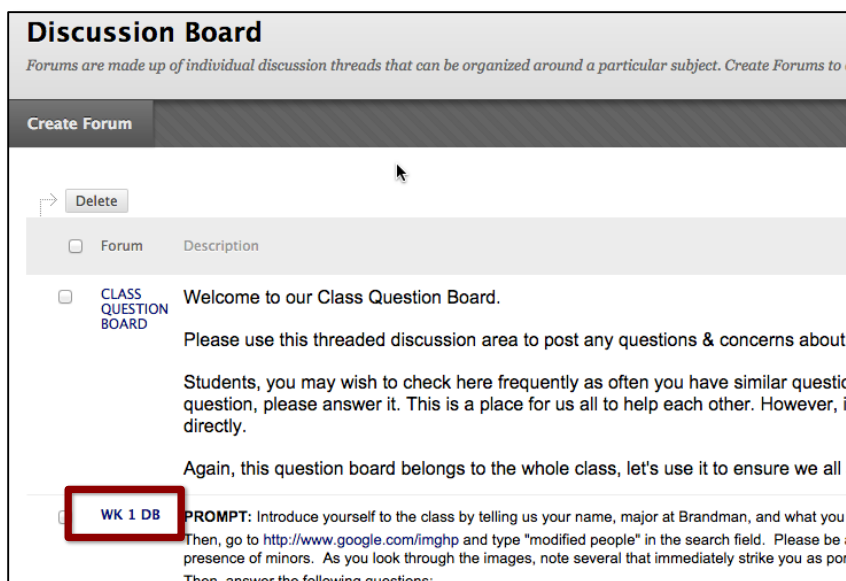 Discussion Board
Forums are made up of individual discussion threads that can be organized around a particular subject. Create Forums to
Create Forum
Delete
Forum Description
CLASS
QUESTION
BOARD
Welcome to our Class Question Board.
Please use this threaded discussion area to post any questions & concerns about
Students, you may wish to check here frequently as often you have similar
question, please answer it. This is a place for us all to help each other. However,
directly.
Again, this question board belongs to the whole class, let's use it to ensure we all
WK 1 DB
PROMPT: Introduce yourself to the class by telling us your name, major at Brandman, and what you
Then, go to http://www.google.com/imghp and type "modified people" in the search field. Please be
presence of minors. As you look through the images, note several that immediately strike you as
Then, answer the following questions: